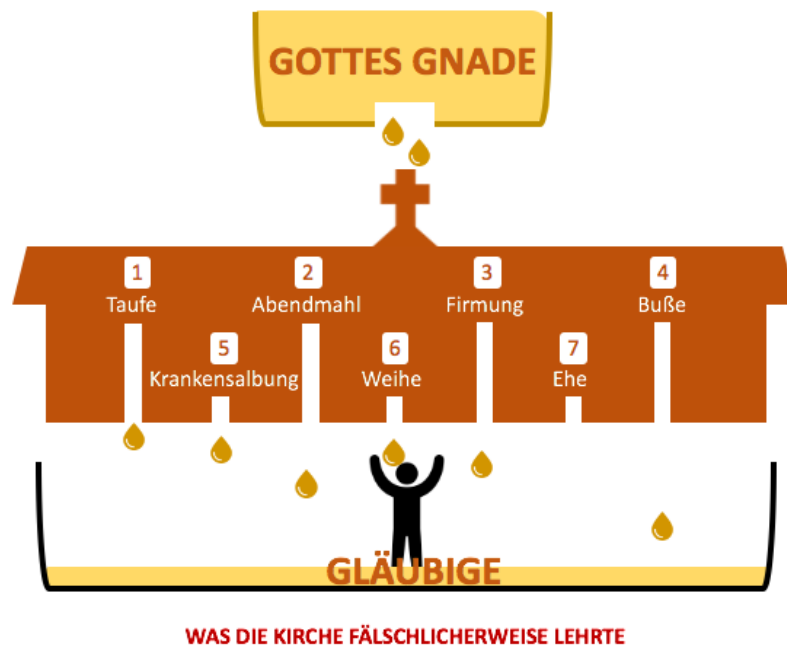 GOTTES GNADE
1
Taufe
2
Abendmahl
3
Firmung
4
Buße
5
Krankensalbung
6
Weihe
7
Ehe
GLÄUBIGE
WAS DIE KIRCHE FÄLSCHLICHERWEISE LEHRTE